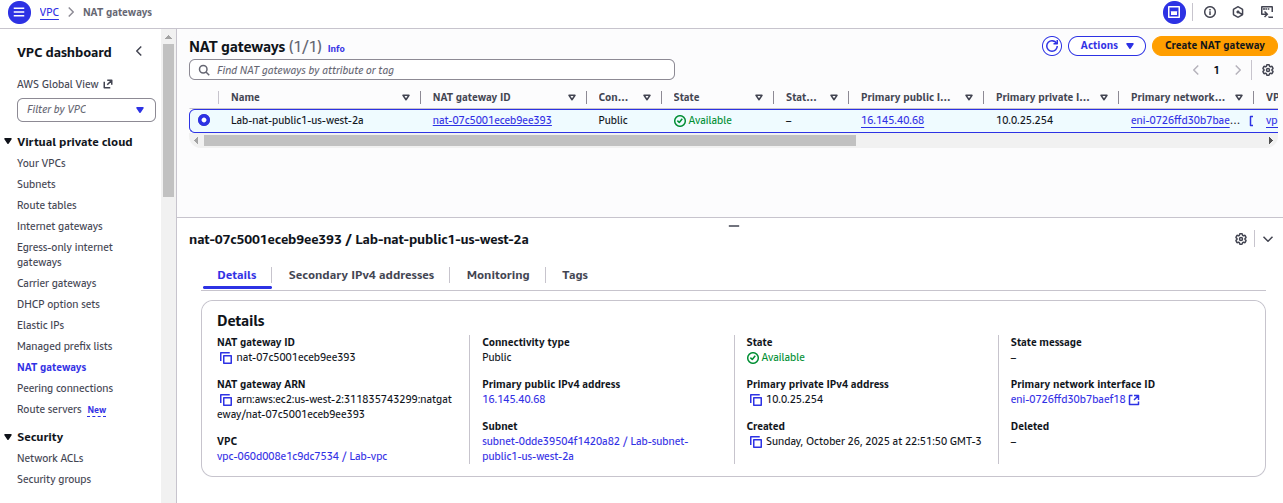 VPC > NAT gateways
VPC dashboard
AWS Global View
Filter by VPC
Virtual private cloud
Your VPCs
Subnets
Route tables
Internet gateways
Egress-only internet
gateways
Carrier gateways
DHCP option sets
Elastic IPs
Managed prefix lists
NAT gateways
Peering connections
Route servers New
Security
Network ACLs
Security groups
NAT gateways (1/1) Info
Actions
Create NAT gateway
Find NAT gateways by attribute or tag
1
Name NAT gateway ID Con... State Stat... Primary public I... Primary private I... Primary network... VP
Lab-nat-public1-us-west-2a nat-07c5001eceb9ee393 Public Available – 16.145.40.68 10.0.25.254 eni-0726ffd30b7bae... vp
nat-07c5001eceb9ee393 / Lab-nat-public1-us-west-2a
Details Secondary IPv4 addresses Monitoring Tags
Details
NAT gateway ID
nat-07c5001eceb9ee393
NAT gateway ARN
arn:aws:ec2:us-west-2:311835743299:natgat
eway/nat-07c5001eceb9ee393
VPC
vpc-060d008e1c9dc7534 / Lab-vpc
Connectivity type
Public
Primary public IPv4 address
16.145.40.68
Subnet
subnet-0dde39504f1420a82 / Lab-subnet-
public1-us-west-2a
State
Available
Primary private IPv4 address
10.0.25.254
Created
Sunday, October 26, 2025 at 22:51:50 GMT-3
State message
–
Primary network interface ID
eni-0726ffd30b7baef18
Deleted
–